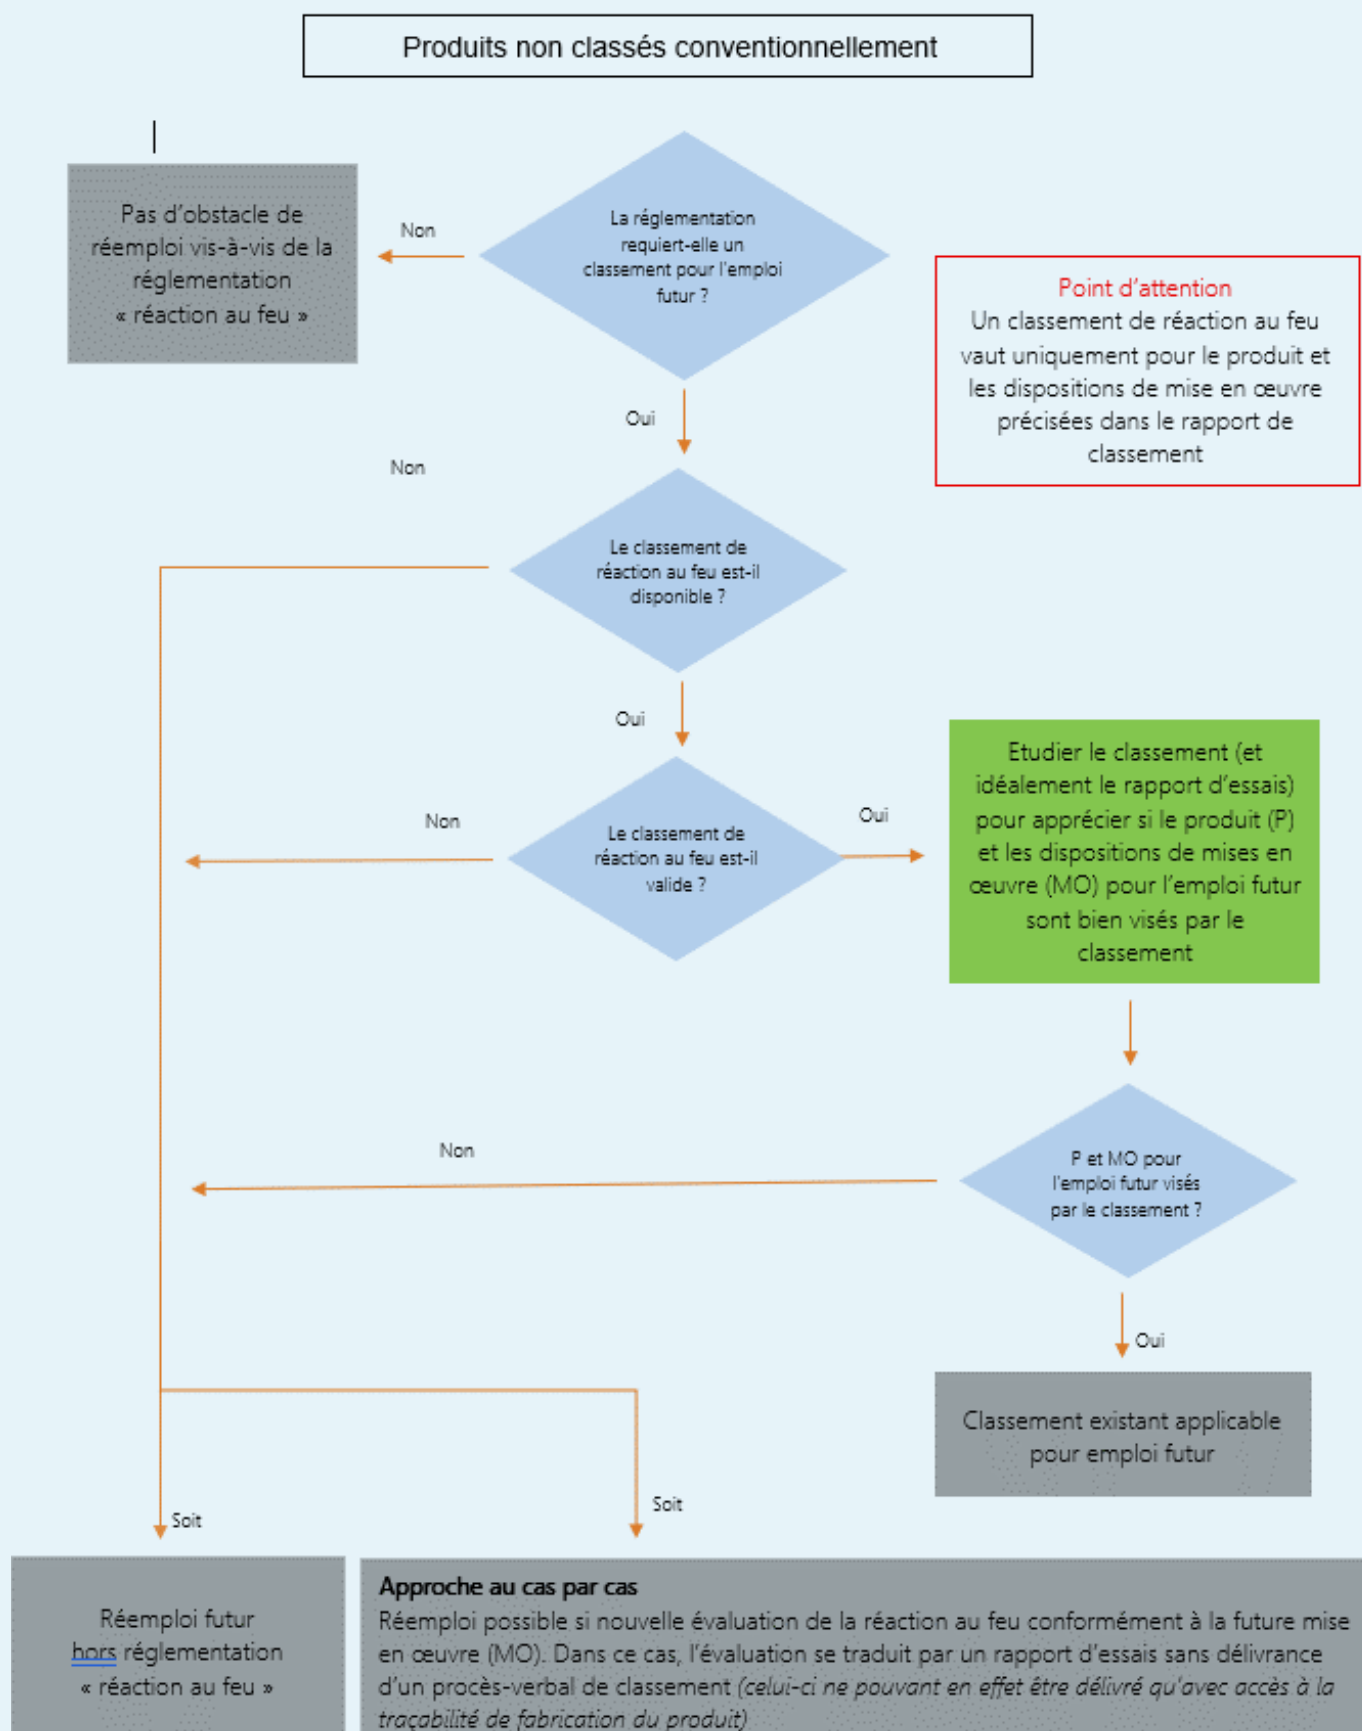 Produits non classés conventionnellement
Pas d'obstacle de
réemploi vis-à-vis de la
réglementation
« réaction au feu »
Non
La réglementation
requiert-elle un
classement pour l'emploi
futur ?
Point d'attention
Un classement de réaction au feu
vaut uniquement pour le produit et
les dispositions de mise en œuvre
précisées dans le rapport de
classement
Oui
Non
Le classement de
réaction au feu est-il
disponible ?
Oui
Non
Le classement de
réaction au feu est-il
valide ?
Oui
Etudier le classement (et
idéalement le rapport d'essais)
pour apprécier si le produit (P)
et les dispositions de mises en
œuvre (MO) pour l'emploi futur
sont bien visés par le
classement
Non
P et MO pour
l'emploi futur visés
par le classement ?
Oui
Classement existant applicable
pour emploi futur
Soit
Soit
Réemploi futur
hors réglementation
« réaction au feu »
Approche au cas par cas
Réemploi possible si nouvelle évaluation de la réaction au feu conformément à la future mise
en œuvre (MO). Dans ce cas, l'évaluation se traduit par un rapport d'essais sans délivrance
d'un procès-verbal de classement (celui-ci ne pouvant en effet être délivré qu'avec accès à la
traçabilité de fabrication du produit)